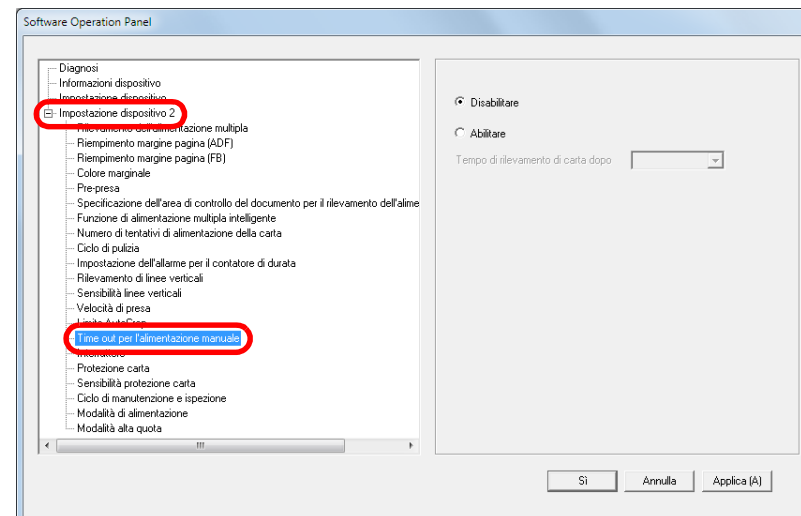 Software Operation Panel
Diagnosi
Informazioni dispositivo
Impostazione dispositivo
Impostazione dispositivo 2
Rilevamento dell'alimentazione multipla
Riempimento margine pagina (ADF)
Riempimento margine pagina (FB)
Colore marginale
Pre-presa
Specificazione dell'area di controllo del documento per il rilevamento dell'alime
Funzione di alimentazione multipla intelligente
Numero di tentativi di alimentazione della carta
Ciclo di pulizia
Impostazione dell'allarme per il contatore di durata
Rilevamento di linee verticali
Sensibilità linee verticali
Velocità di presa
Limite AutoCrop
Time out per l'alimentazione manuale
Interruttore
Protezione carta
Sensibilità protezione carta
Ciclo di manutenzione e ispezione
Modalità di alimentazione
Modalità alta quota
Disabilitare
Abilitare
Tempo di rilevamento di carta dopo
Sì Annulla Applica (A)